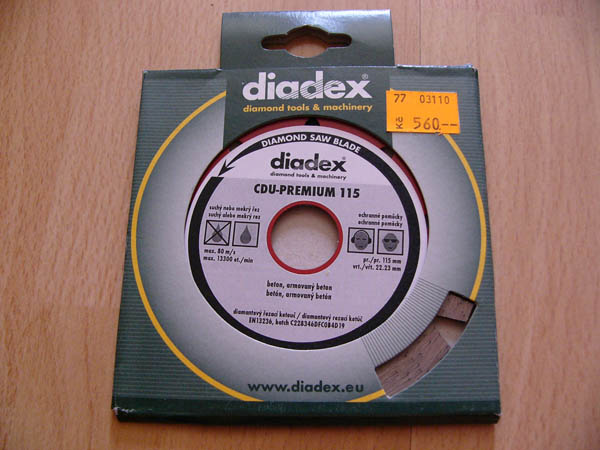 diadex®
diamond tools & machinery
77 03110
Kč 560,--
DIAMOND SAW BLADE
diadex®
diamond tools & machinery
CDU-PREMIUM 115
suchý nebo mokrý řez
suchý alebo mokrý rez
ochranné pomůcky
ochranné pomôcky
max. 80 m/s
max. 13300 ot./min
pr./pr. 115 mm
vrt./vŕt. 22.23 mm
beton, armovaný beton
betón, armovaný betón
diamantový řezací kotouč / diamantový rezací kotúč
EN13236, batch C228346DFC0B4D19
www.diadex.eu